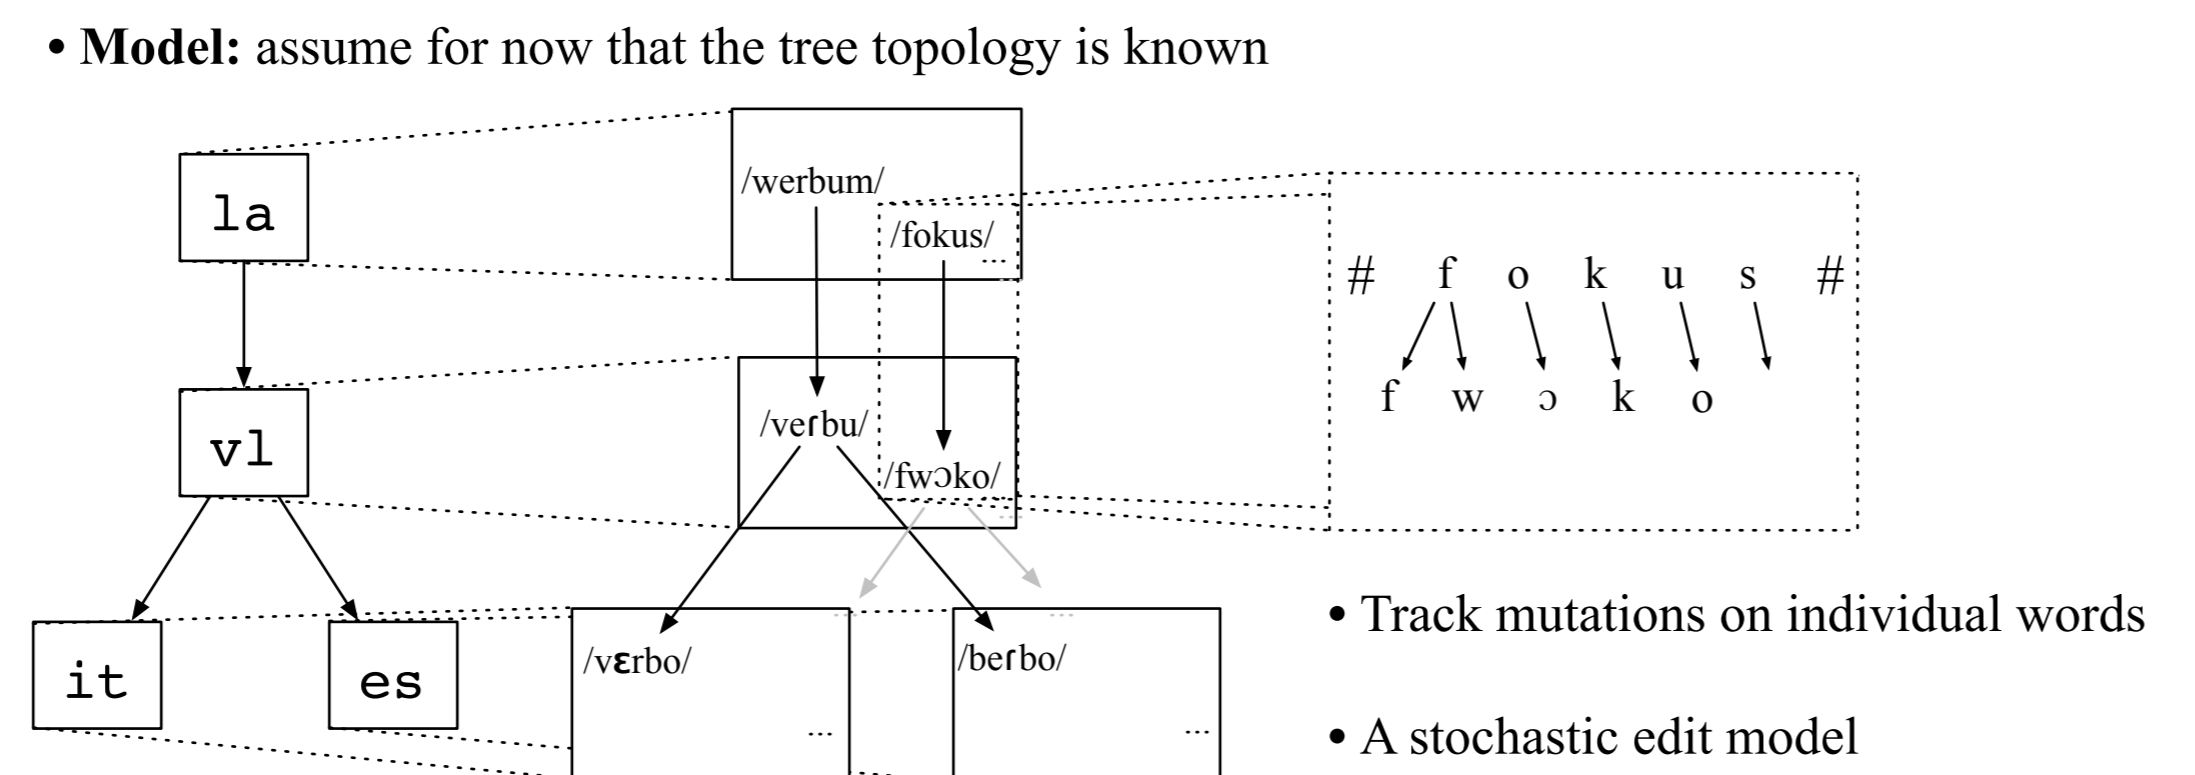 • Model: assume for now that the tree topology is known
la
/werbum/
/fokus/
...
# f o k u s #
f w ɔ k o
vl
/veɾbu/
/fwɔko/
...
it
es
...
...
/vɛrbo/
/beɾbo/
...
...
• Track mutations on individual words
• A stochastic edit model